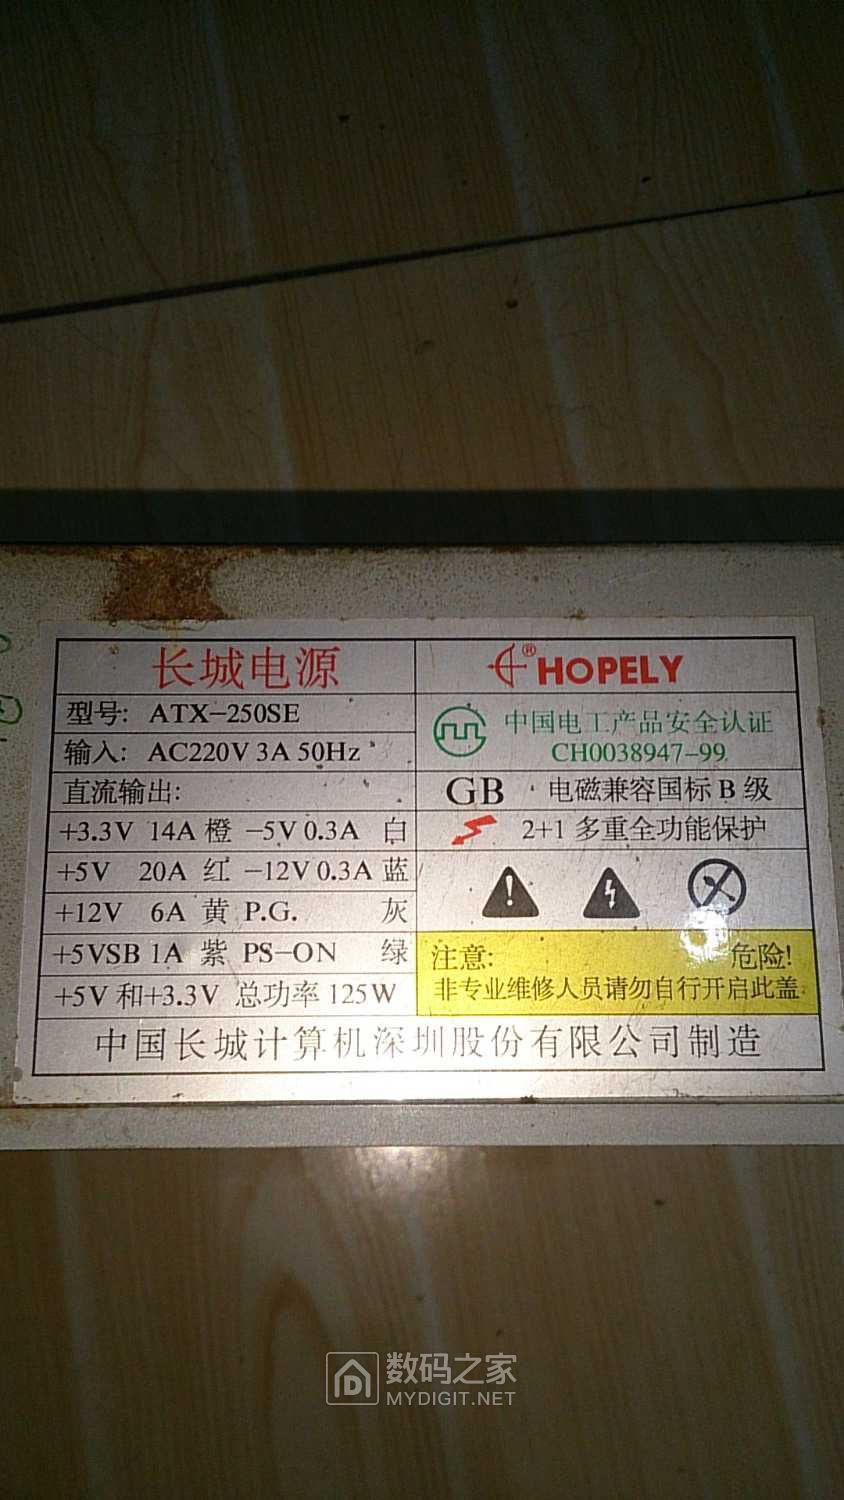 长城电源
HOPELY®
型号: ATX-250SE
输入: AC220V 3A 50Hz
中国电工产品安全认证
CH0038947-99
直流输出:
GB 电磁兼容国标 B 级
+3.3V 14A 橙 -5V 0.3A 白
2+1 多重全功能保护
+5V 20A 红 -12V 0.3A 蓝
+12V 6A 黄 P.G. 灰
+5VSB 1A 紫 PS-ON 绿
+5V 和+3.3V 总功率 125W
注意: 危险!
非专业维修人员请勿自行开启此盖
中国长城计算机深圳股份有限公司制造
数码之家
MYDIGIT.NET